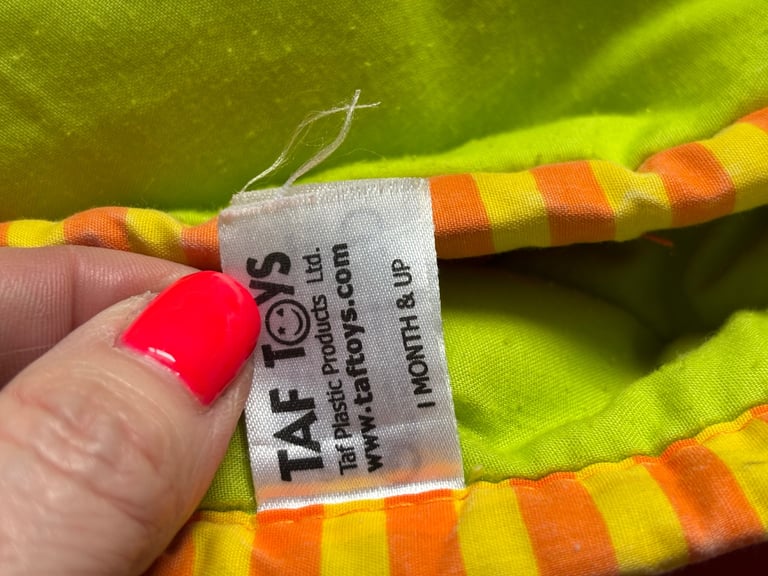 TAF TOYS
Taf Plastic Products Ltd.
www.taftoys.com
1 MONTH & UP